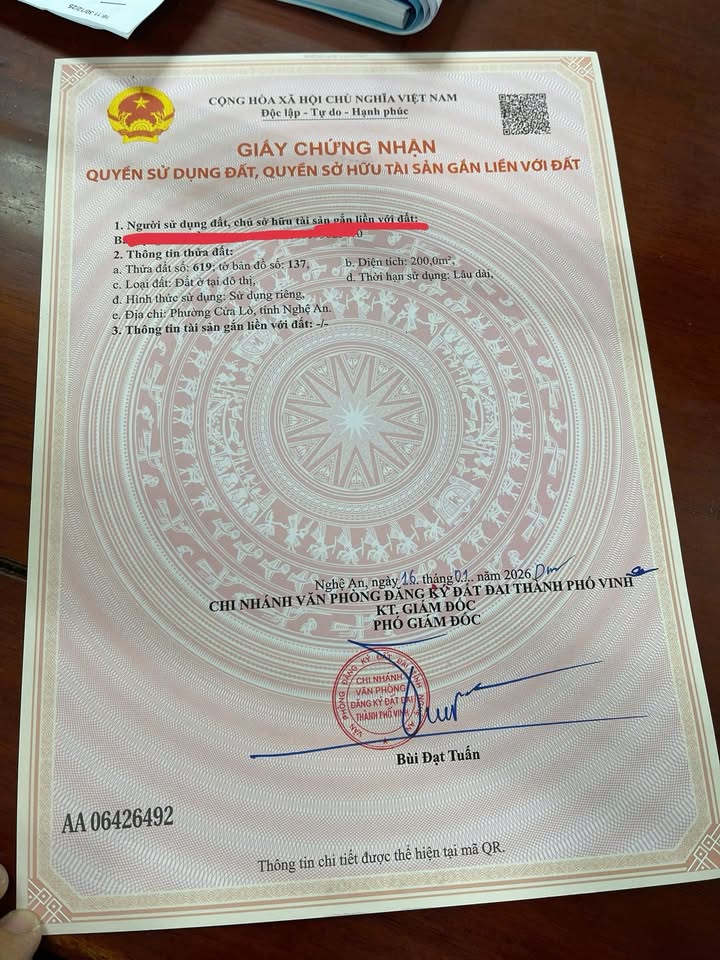 CỘNG HÒA XÃ HỘI CHỦ NGHĨA VIỆT NAM
Độc lập - Tự do - Hạnh phúc
GIẤY CHỨNG NHẬN
QUYỀN SỬ DỤNG ĐẤT, QUYỀN SỞ HỮU TÀI SẢN GẮN LIỀN VỚI ĐẤT
1. Người sử dụng đất, chủ sở hữu tài sản gắn liền với đất:
2. Thông tin thửa đất:
a. Thửa đất số: 619; tờ bản đồ số: 137,
b. Diện tích: 200,0m²,
c. Loại đất: Đất ở tại đô thị,
d. Thời hạn sử dụng: Lâu dài,
đ. Hình thức sử dụng: Sử dụng riêng,
e. Địa chỉ: Phường Cửa Lò, tỉnh Nghệ An.
3. Thông tin tài sản gắn liền với đất: -/-
Nghệ An, ngày 16 tháng 01 năm 2026
CHI NHÁNH VĂN PHÒNG ĐĂNG KÝ ĐẤT ĐAI THÀNH PHỐ VINH
KT. GIÁM ĐỐC
PHÓ GIÁM ĐỐC
CHI NHÁNH
VĂN PHÒNG
ĐĂNG KÝ ĐẤT ĐAI
THÀNH PHỐ VINH
Bùi Đạt Tuấn
AA 06426492
Thông tin chi tiết được thể hiện tại mã QR.